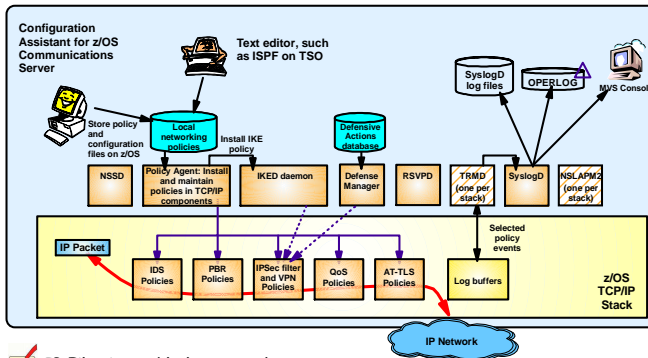 Configuration
Assistant for z/OS
Communications
Server
Text editor, such
as ISPF on TSO
SyslogD
log files
OPERLOG
MVS Consol
Store policy
and
configuration
files on z/OS
Local
networking
policies
Install IKE
policy
Defensive
Actions
database
NSSD
Policy Agent: Install
and maintain
policies in TCP/IP
components
IKED daemon
Defense
Manager
RSVPD
TRMD
(one per
stack)
SyslogD
NSLAPM2
(one per
stack)
Selected
policy
events
IP Packet
IDS
Policies
PBR
Policies
IPSec filter
and VPN
Policies
QoS
Policies
AT-TLS
Policies
Log buffers
z/OS
TCP/IP
Stack
IP Network